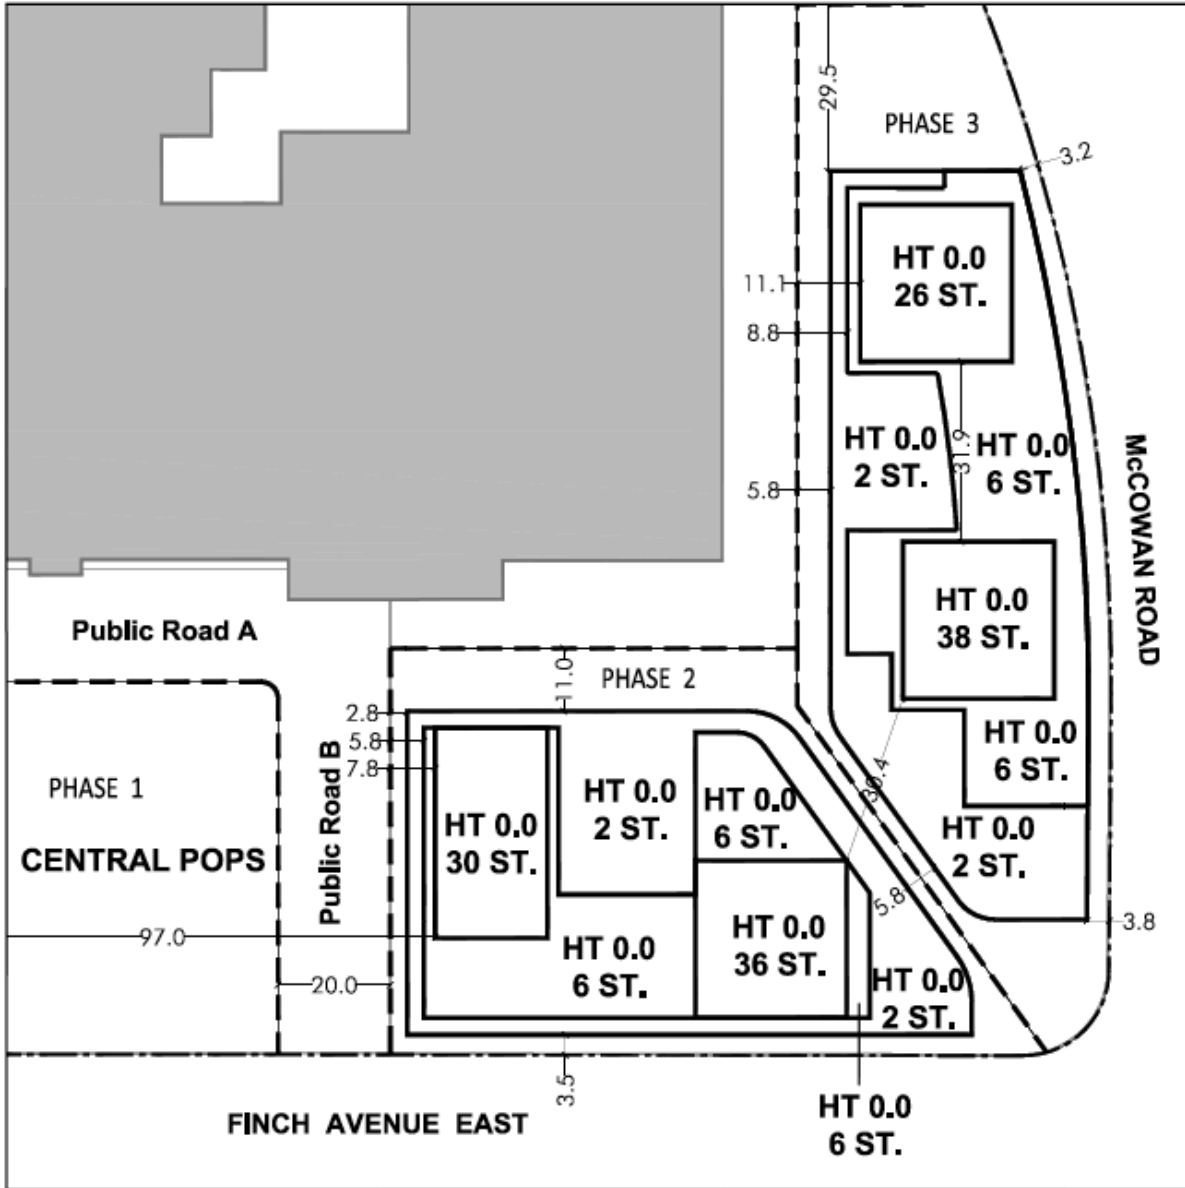 29.5
PHASE 3
3.2
HT 0.0
26 ST.
11.1
8.8
HT 0.0
2 ST.
31.9
HT 0.0
6 ST.
5.8
McCOWAN ROAD
HT 0.0
38 ST.
Public Road A
11.0
PHASE 2
2.8
5.8
7.8
HT 0.0
6 ST.
PHASE 1
Public Road B
HT 0.0
2 ST.
HT 0.0
6 ST.
HT 0.0
30 ST.
HT 0.0
2 ST.
CENTRAL POPS
5.8
3.8
97.0
HT 0.0
6 ST.
HT 0.0
36 ST.
20.0
HT 0.0
2 ST.
3.5
FINCH AVENUE EAST
HT 0.0
6 ST.